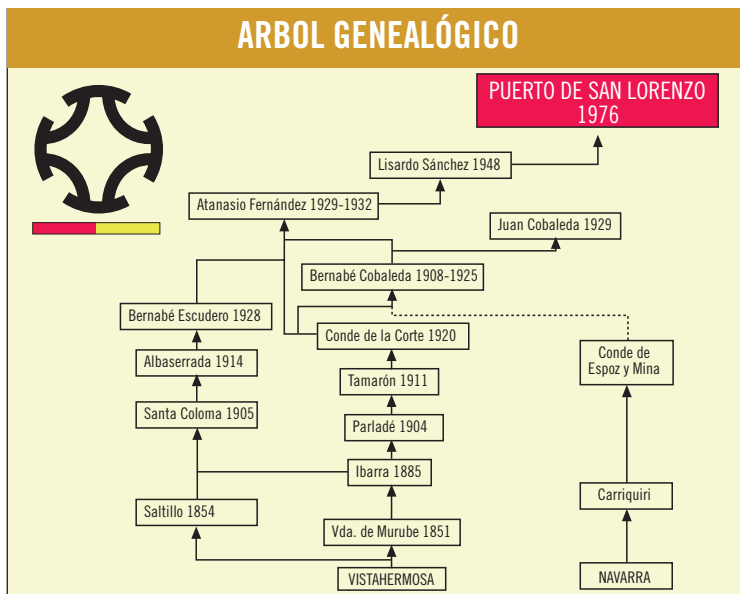 ARBOL GENEALÓGICO
PUERTO DE SAN LORENZO
1976
Lisardo Sánchez 1948
Atanasio Fernández 1929-1932
Juan Cobaleda 1929
Bernabé Cobaleda 1908-1925
Bernabé Escudero 1928
Conde de la Corte 1920
Albaserrada 1914
Conde de
Espoz y Mina
Tamarón 1911
Santa Coloma 1905
Parladé 1904
Ibarra 1885
Carriquiri
Saltillo 1854
Vda. de Murube 1851
VISTAHERMOSA
NAVARRA